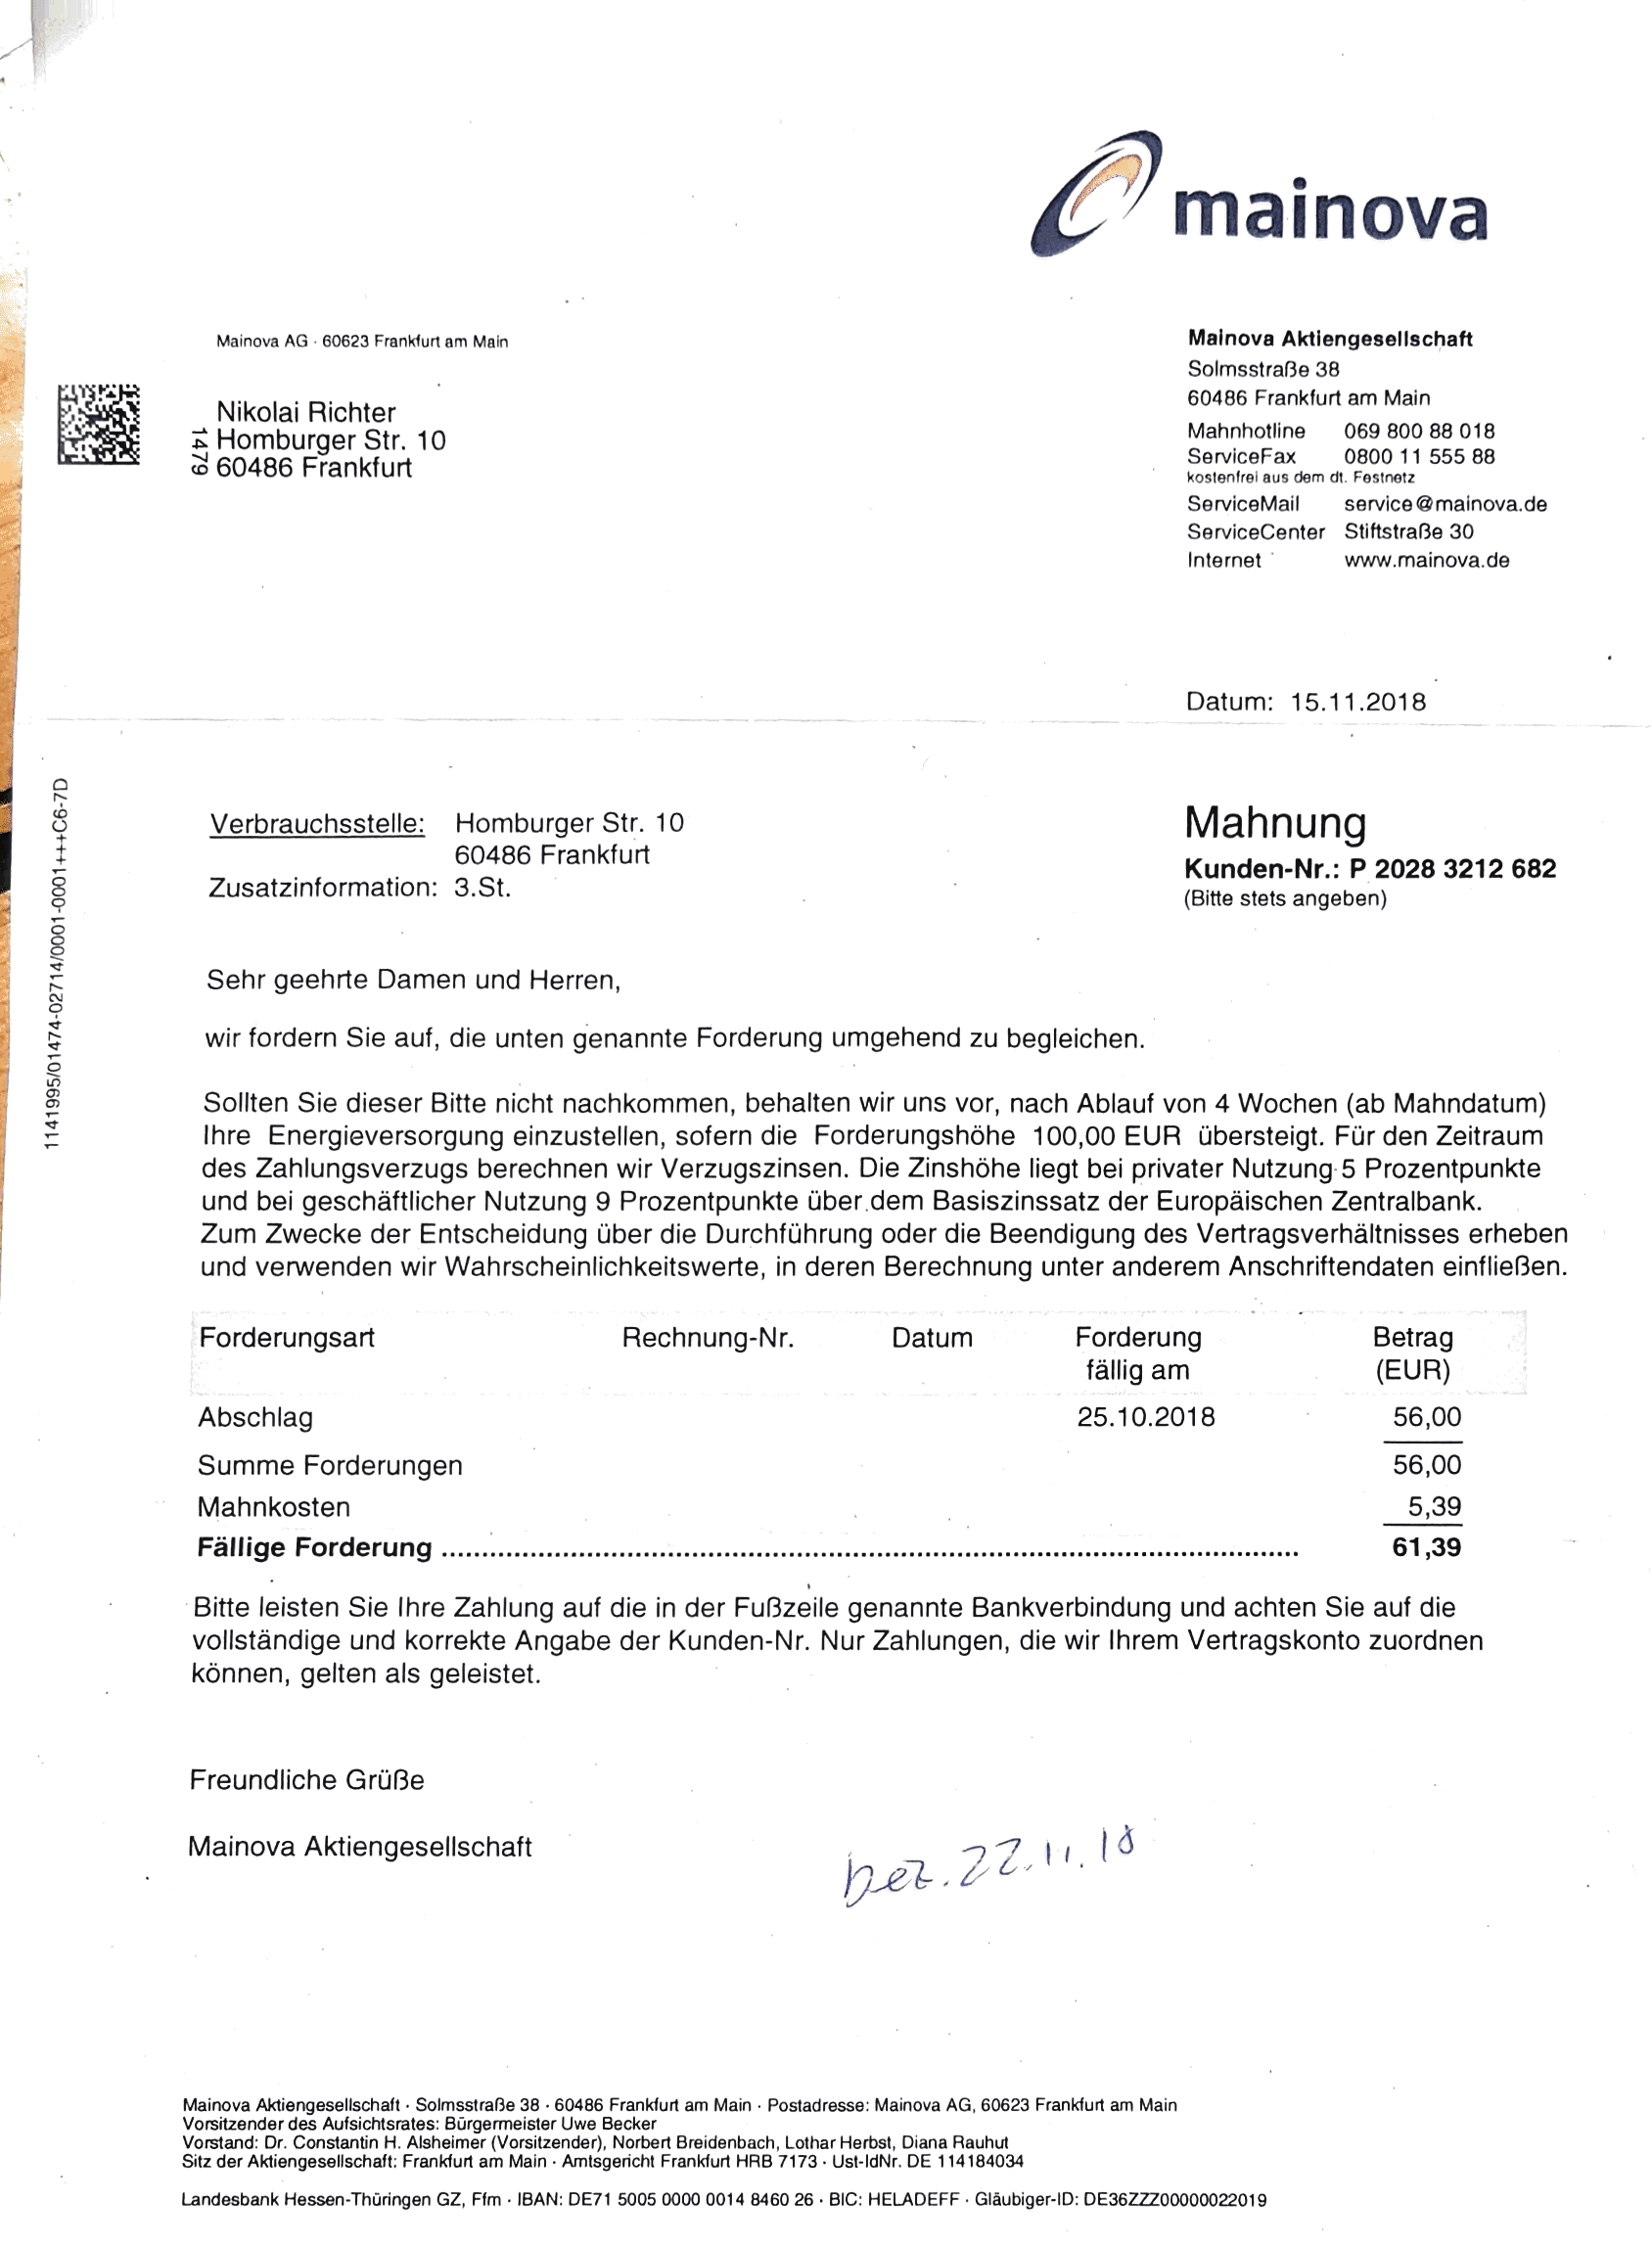 mainova
Mainova AG · 60623 Frankfurt am Main
Nikolai Richter
Homburger Str. 10
60486 Frankfurt
1479
Mainova Aktiengesellschaft
Solmsstraße 38
60486 Frankfurt am Main
Mahnhotline 069 800 88 018
ServiceFax 0800 11 555 88
kostenfrei aus dem dt. Festnetz
ServiceMail service@mainova.de
ServiceCenter Stiftstraße 30
Internet www.mainova.de
Datum: 15.11.2018
1141995/01474-02714/0001-0001+++C6-7D
Verbrauchsstelle: Homburger Str. 10
60486 Frankfurt
Zusatzinformation: 3.St.
Mahnung
Kunden-Nr.: P 2028 3212 682
(Bitte stets angeben)
Sehr geehrte Damen und Herren,
wir fordern Sie auf, die unten genannte Forderung umgehend zu begleichen.
Sollten Sie dieser Bitte nicht nachkommen, behalten wir uns vor, nach Ablauf von 4 Wochen (ab Mahndatum)
Ihre Energieversorgung einzustellen, sofern die Forderungshöhe 100,00 EUR übersteigt. Für den Zeitraum
des Zahlungsverzugs berechnen wir Verzugszinsen. Die Zinshöhe liegt bei privater Nutzung 5 Prozentpunkte
und bei geschäftlicher Nutzung 9 Prozentpunkte über dem Basiszinssatz der Europäischen Zentralbank.
Zum Zwecke der Entscheidung über die Durchführung oder die Beendigung des Vertragsverhältnisses erheben
und verwenden wir Wahrscheinlichkeitswerte, in deren Berechnung unter anderem Anschriftendaten einfließen.
Forderungsart Rechnung-Nr. Datum Forderung Betrag
fällig am (EUR)
Abschlag 25.10.2018 56,00
Summe Forderungen 56,00
Mahnkosten 5,39
Fällige Forderung .......... 61,39
Bitte leisten Sie Ihre Zahlung auf die in der Fußzeile genannte Bankverbindung und achten Sie auf die
vollständige und korrekte Angabe der Kunden-Nr. Nur Zahlungen, die wir Ihrem Vertragskonto zuordnen
können, gelten als geleistet.
Freundliche Grüße
Mainova Aktiengesellschaft
bez. 22.11.18
Mainova Aktiengesellschaft · Solmsstraße 38 · 60486 Frankfurt am Main · Postadresse: Mainova AG, 60623 Frankfurt am Main
Vorsitzender des Aufsichtsrates: Bürgermeister Uwe Becker
Vorstand: Dr. Constantin H. Alsheimer (Vorsitzender), Norbert Breidenbach, Lothar Herbst, Diana Rauhut
Sitz der Aktiengesellschaft: Frankfurt am Main · Amtsgericht Frankfurt HRB 7173 · Ust-IdNr. DE 114184034
Landesbank Hessen-Thüringen GZ, Ffm · IBAN: DE71 5005 0000 0014 8460 26 · BIC: HELADEFF · Gläubiger-ID: DE36ZZZ00000022019